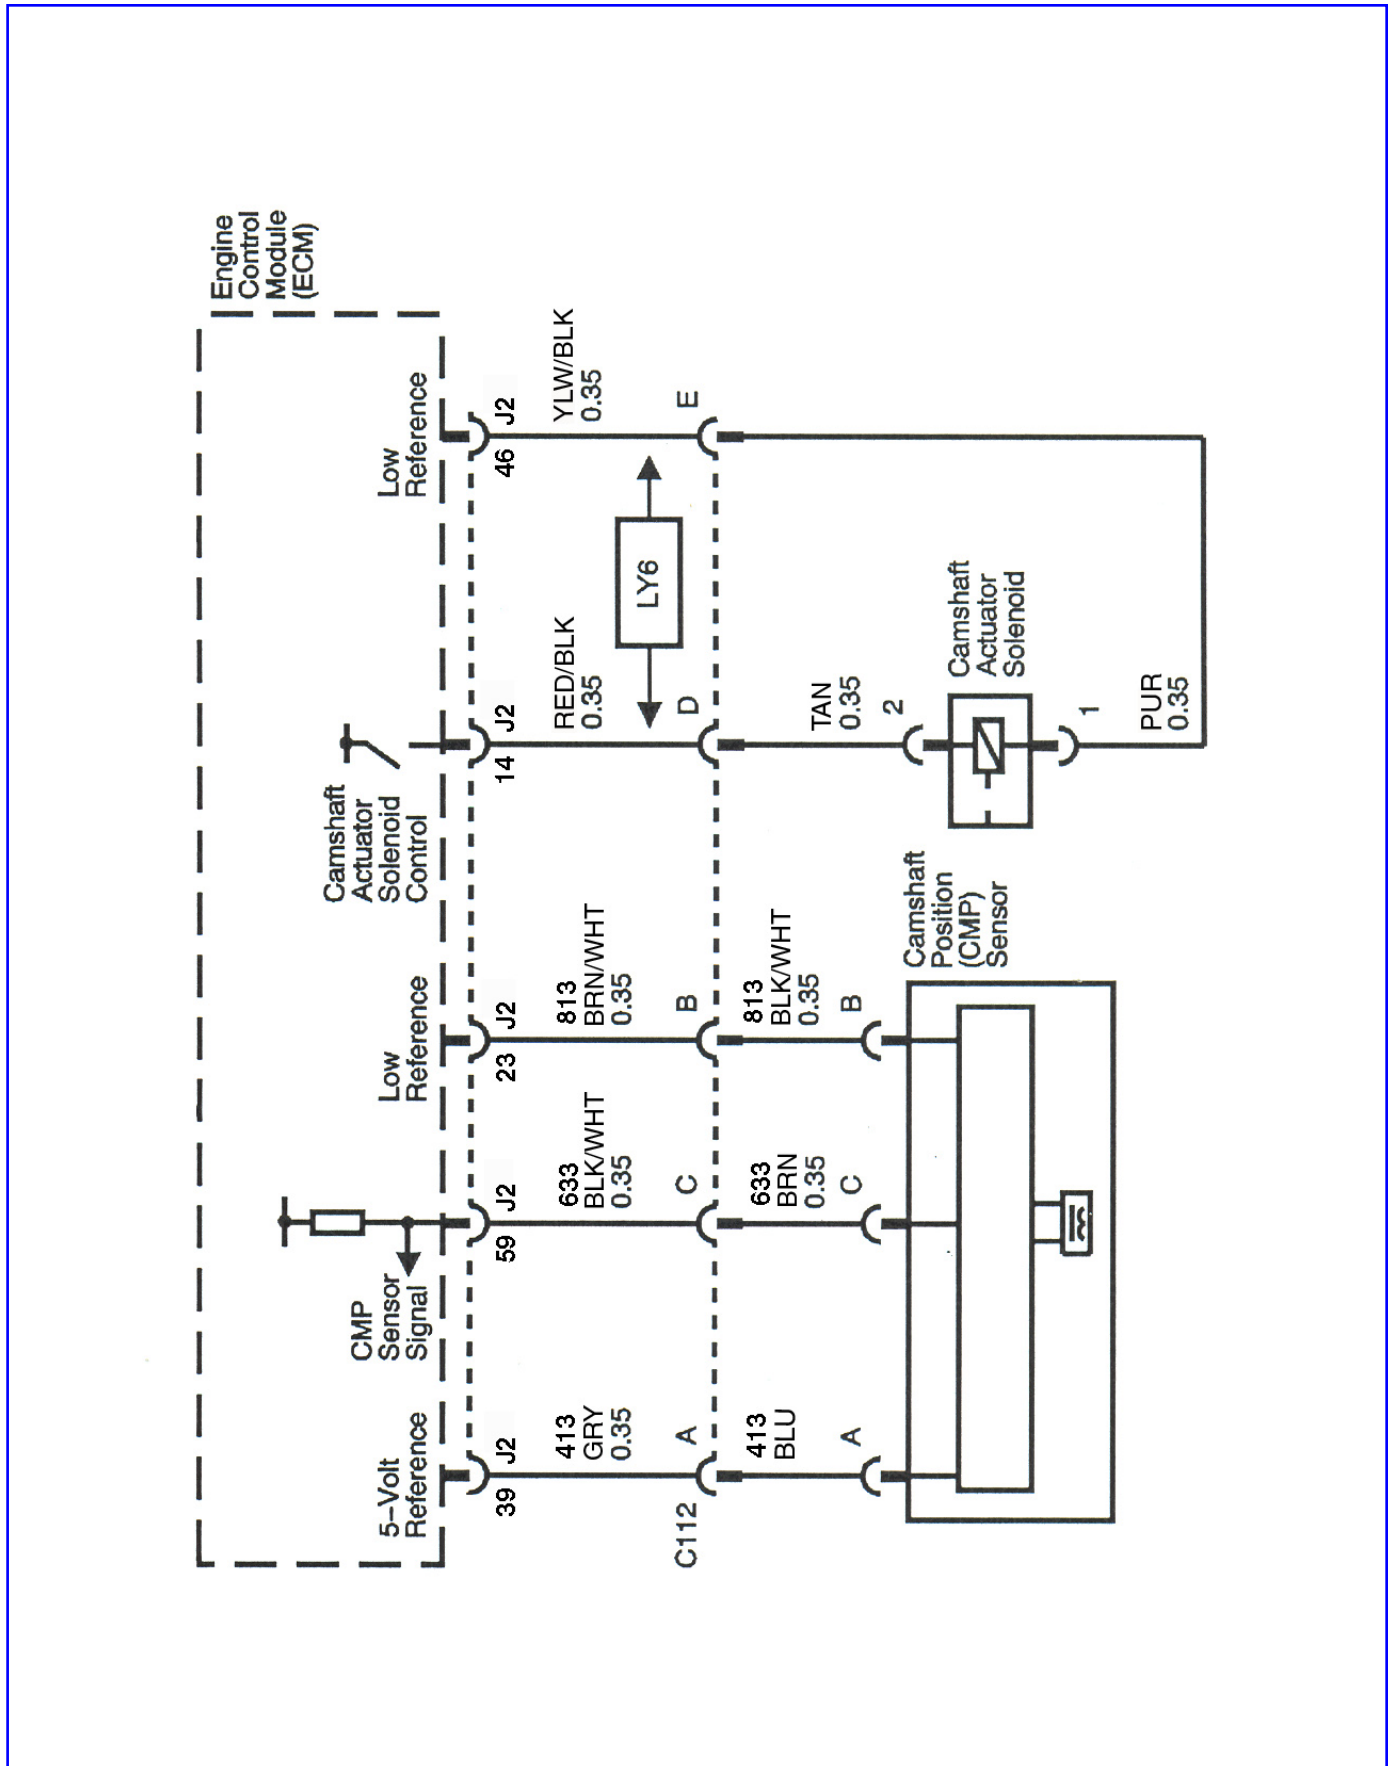 Engine
Control
Module
(ECM)
5–Volt
Reference
CMP
Sensor
Signal
Low
Reference
Camshaft
Actuator
Solenoid
Control
Low
Reference
39 J2
59 J2
23 J2
14 J2
46 J2
413
GRY
0.35
633
BLK/WHT
0.35
813
BRN/WHT
0.35
RED/BLK
0.35
YLW/BLK
0.35
LY6
C112 A
C
B
D
E
413
BLU
633
BRN
0.35
813
BLK/WHT
0.35
TAN
0.35
A
C
B
2
Camshaft
Position
(CMP)
Sensor
Camshaft
Actuator
Solenoid
1
PUR
0.35